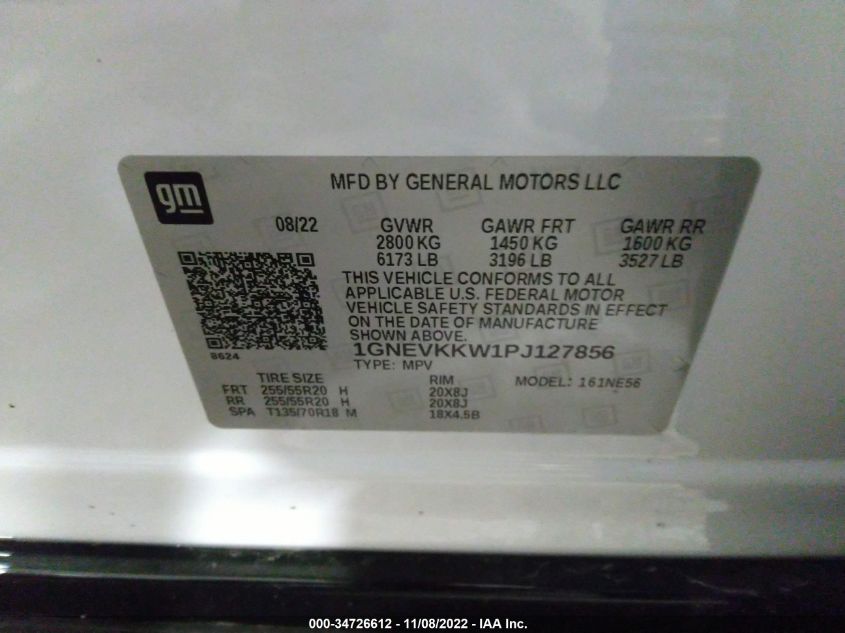 gm
MFD BY GENERAL MOTORS LLC
08/22 GVWR GAWR FRT GAWR RR
2800 KG 1450 KG 1600 KG
6173 LB 3196 LB 3527 LB
THIS VEHICLE CONFORMS TO ALL
APPLICABLE U.S. FEDERAL MOTOR
VEHICLE SAFETY STANDARDS IN EFFECT
ON THE DATE OF MANUFACTURE
SHOWN ABOVE.
8624
1GNEVKKW1PJ127856
TYPE: MPV
TIRE SIZE RIM MODEL: 161NE56
FRT 255/55R20 H 20X8J
RR 255/55R20 H 20X8J
SPA T135/70R18 M 18X4.5B
000-34726612 - 11/08/2022 - IAA Inc.